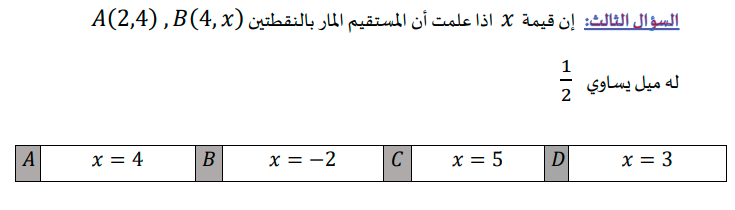 السؤال الثالث: إن قيمة x اذا علمت أن المستقيم المار بالنقطتين A(2,4) , B(4, x)
له ميل يساوي 1/2
A x = 4 B x = −2 C x = 5 D x = 3